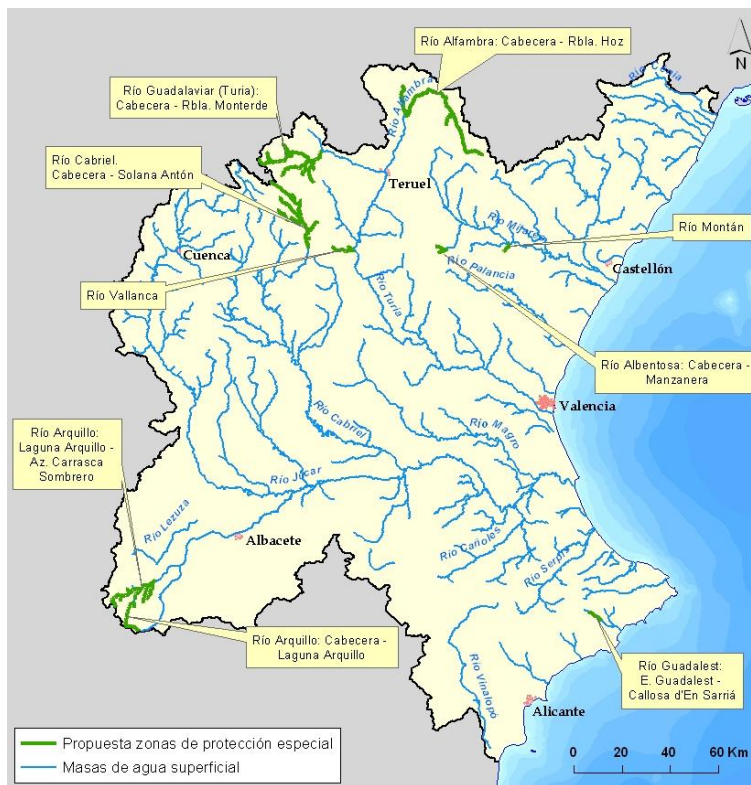 Río Alfambra: Cabecera - Rbla. Hoz
N
Río Cenia
Río Guadalaviar (Turia):
Cabecera - Rbla. Monterde
Río Alfambra
Río Cabriel.
Cabecera - Solana Antón
Teruel
Río Mijares
Río Montán
Cuenca
Castellón
Río Palancia
Río Vallanca
Río Turia
Río Albentosa: Cabecera -
Manzanera
Valencia
Río Cabriel
Río Magro
Río Arquillo:
Laguna Arquillo -
Az. Carrasca
Sombrero
Río Júcar
Río Lezuza
Albacete
Río Cañoles
Río Serpis
Río Arquillo: Cabecera -
Laguna Arquillo
Río Guadalest:
E. Guadalest -
Callosa d'En Sarriá
Río Vinalopó
Alicante
Propuesta zonas de protección especial
Masas de agua superficial
0 20 40 60 Km